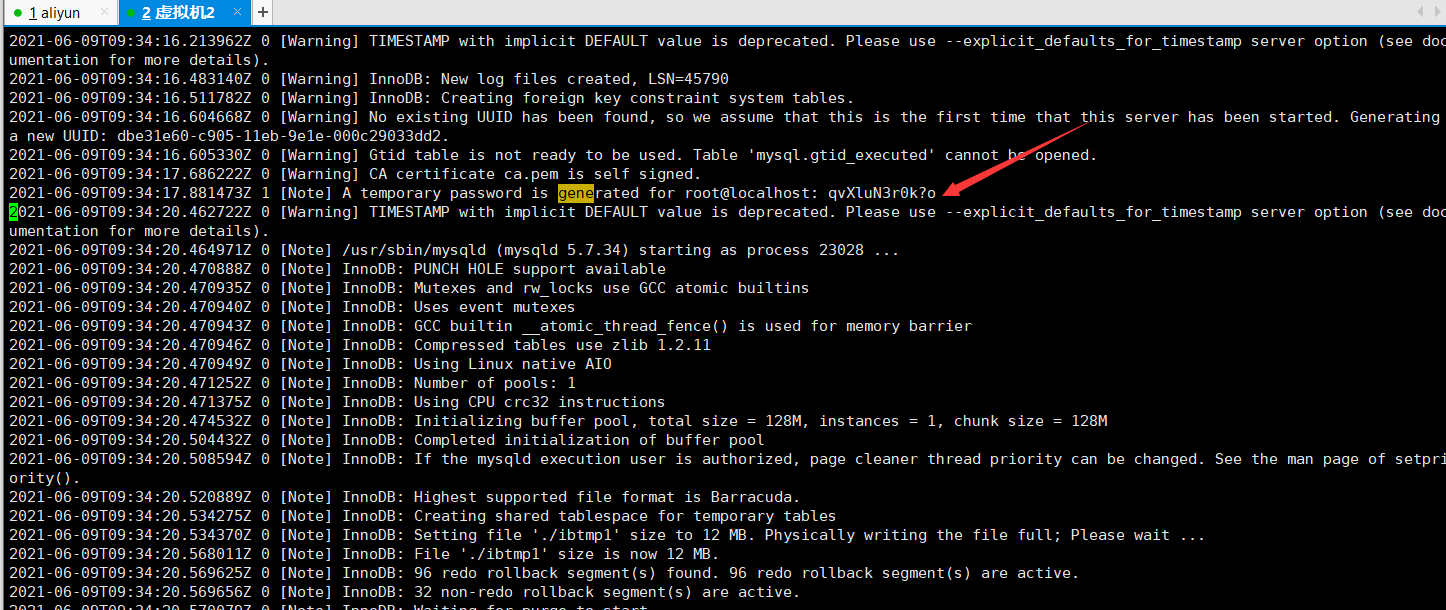 1 aliyun × 2 虚拟机2 × +
2021-06-09T09:34:16.213962Z 0 [Warning] TIMESTAMP with implicit DEFAULT value is deprecated. Please use --explicit_defaults_for_timestamp server option (see doc
umentation for more details).
2021-06-09T09:34:16.483140Z 0 [Warning] InnoDB: New log files created, LSN=45790
2021-06-09T09:34:16.511782Z 0 [Warning] InnoDB: Creating foreign key constraint system tables.
2021-06-09T09:34:16.604668Z 0 [Warning] No existing UUID has been found, so we assume that this is the first time that this server has been started. Generating
a new UUID: dbe31e60-c905-11eb-9e1e-000c29033dd2.
2021-06-09T09:34:16.605330Z 0 [Warning] Gtid table is not ready to be used. Table 'mysql.gtid_executed' cannot be opened.
2021-06-09T09:34:17.686222Z 0 [Warning] CA certificate ca.pem is self signed.
2021-06-09T09:34:17.881473Z 1 [Note] A temporary password is generated for root@localhost: qvXluN3r0k?o
2021-06-09T09:34:20.462722Z 0 [Warning] TIMESTAMP with implicit DEFAULT value is deprecated. Please use --explicit_defaults_for_timestamp server option (see doc
umentation for more details).
2021-06-09T09:34:20.464971Z 0 [Note] /usr/sbin/mysqld (mysqld 5.7.34) starting as process 23028 ...
2021-06-09T09:34:20.470888Z 0 [Note] InnoDB: PUNCH HOLE support available
2021-06-09T09:34:20.470935Z 0 [Note] InnoDB: Mutexes and rw_locks use GCC atomic builtins
2021-06-09T09:34:20.470940Z 0 [Note] InnoDB: Uses event mutexes
2021-06-09T09:34:20.470943Z 0 [Note] InnoDB: GCC builtin __atomic_thread_fence() is used for memory barrier
2021-06-09T09:34:20.470946Z 0 [Note] InnoDB: Compressed tables use zlib 1.2.11
2021-06-09T09:34:20.470949Z 0 [Note] InnoDB: Using Linux native AIO
2021-06-09T09:34:20.471252Z 0 [Note] InnoDB: Number of pools: 1
2021-06-09T09:34:20.471375Z 0 [Note] InnoDB: Using CPU crc32 instructions
2021-06-09T09:34:20.474532Z 0 [Note] InnoDB: Initializing buffer pool, total size = 128M, instances = 1, chunk size = 128M
2021-06-09T09:34:20.504432Z 0 [Note] InnoDB: Completed initialization of buffer pool
2021-06-09T09:34:20.508594Z 0 [Note] InnoDB: If the mysqld execution user is authorized, page cleaner thread priority can be changed. See the man page of setpri
ority().
2021-06-09T09:34:20.520889Z 0 [Note] InnoDB: Highest supported file format is Barracuda.
2021-06-09T09:34:20.534275Z 0 [Note] InnoDB: Creating shared tablespace for temporary tables
2021-06-09T09:34:20.534370Z 0 [Note] InnoDB: Setting file './ibtmp1' size to 12 MB. Physically writing the file full; Please wait ...
2021-06-09T09:34:20.568011Z 0 [Note] InnoDB: File './ibtmp1' size is now 12 MB.
2021-06-09T09:34:20.569625Z 0 [Note] InnoDB: 96 redo rollback segment(s) found. 96 redo rollback segment(s) are active.
2021-06-09T09:34:20.569656Z 0 [Note] InnoDB: 32 non-redo rollback segment(s) are active.
2021-06-09T09:34:20.570079Z 0 [Note] InnoDB: Waiting for purge to start